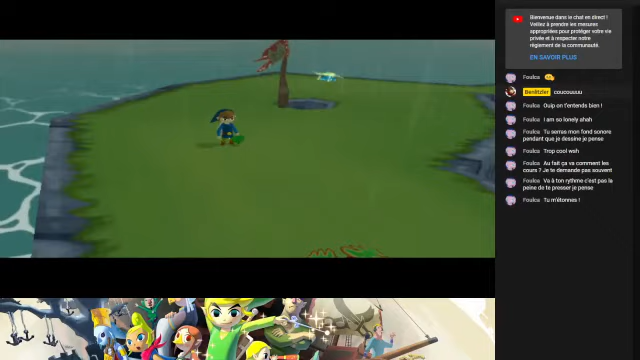 Bienvenue dans le chat en direct !
Veillez à prendre les mesures
appropriées pour protéger votre vie
privée et à respecter notre
règlement de la communauté.
EN SAVOIR PLUS
Foulca
Benlitzler coucouuuu
Foulca Ouip on t'entends bien !
Foulca I am so lonely ahah
Foulca Tu serras mon fond sonore
pendant que je dessine je pense
Foulca Trop cool wsh
Foulca Au fait ça va comment les
cours ? Je te demande pas souvent
Foulca Va à ton rythme c'est pas la
peine de te presser je pense
Foulca Tu m'étonnes !